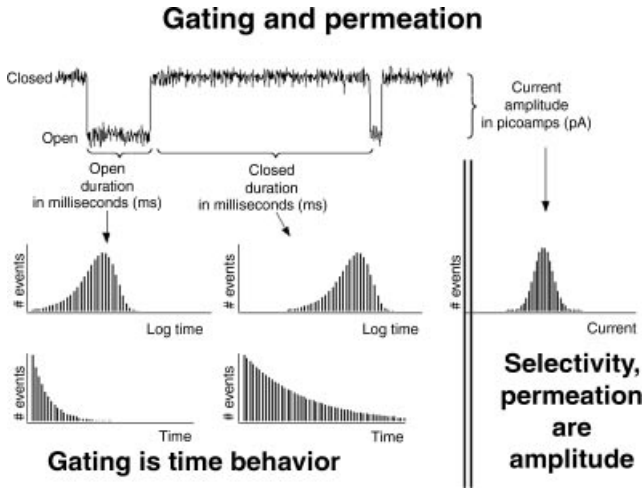 Gating and permeation
Closed
Open
Current
amplitude
in picoamps (pA)
Open
duration
in milliseconds (ms)
Closed
duration
in milliseconds (ms)
# events
Log time
# events
Log time
# events
Current
# events
Time
# events
Time
Gating is time behavior
Selectivity,
permeation
are
amplitude